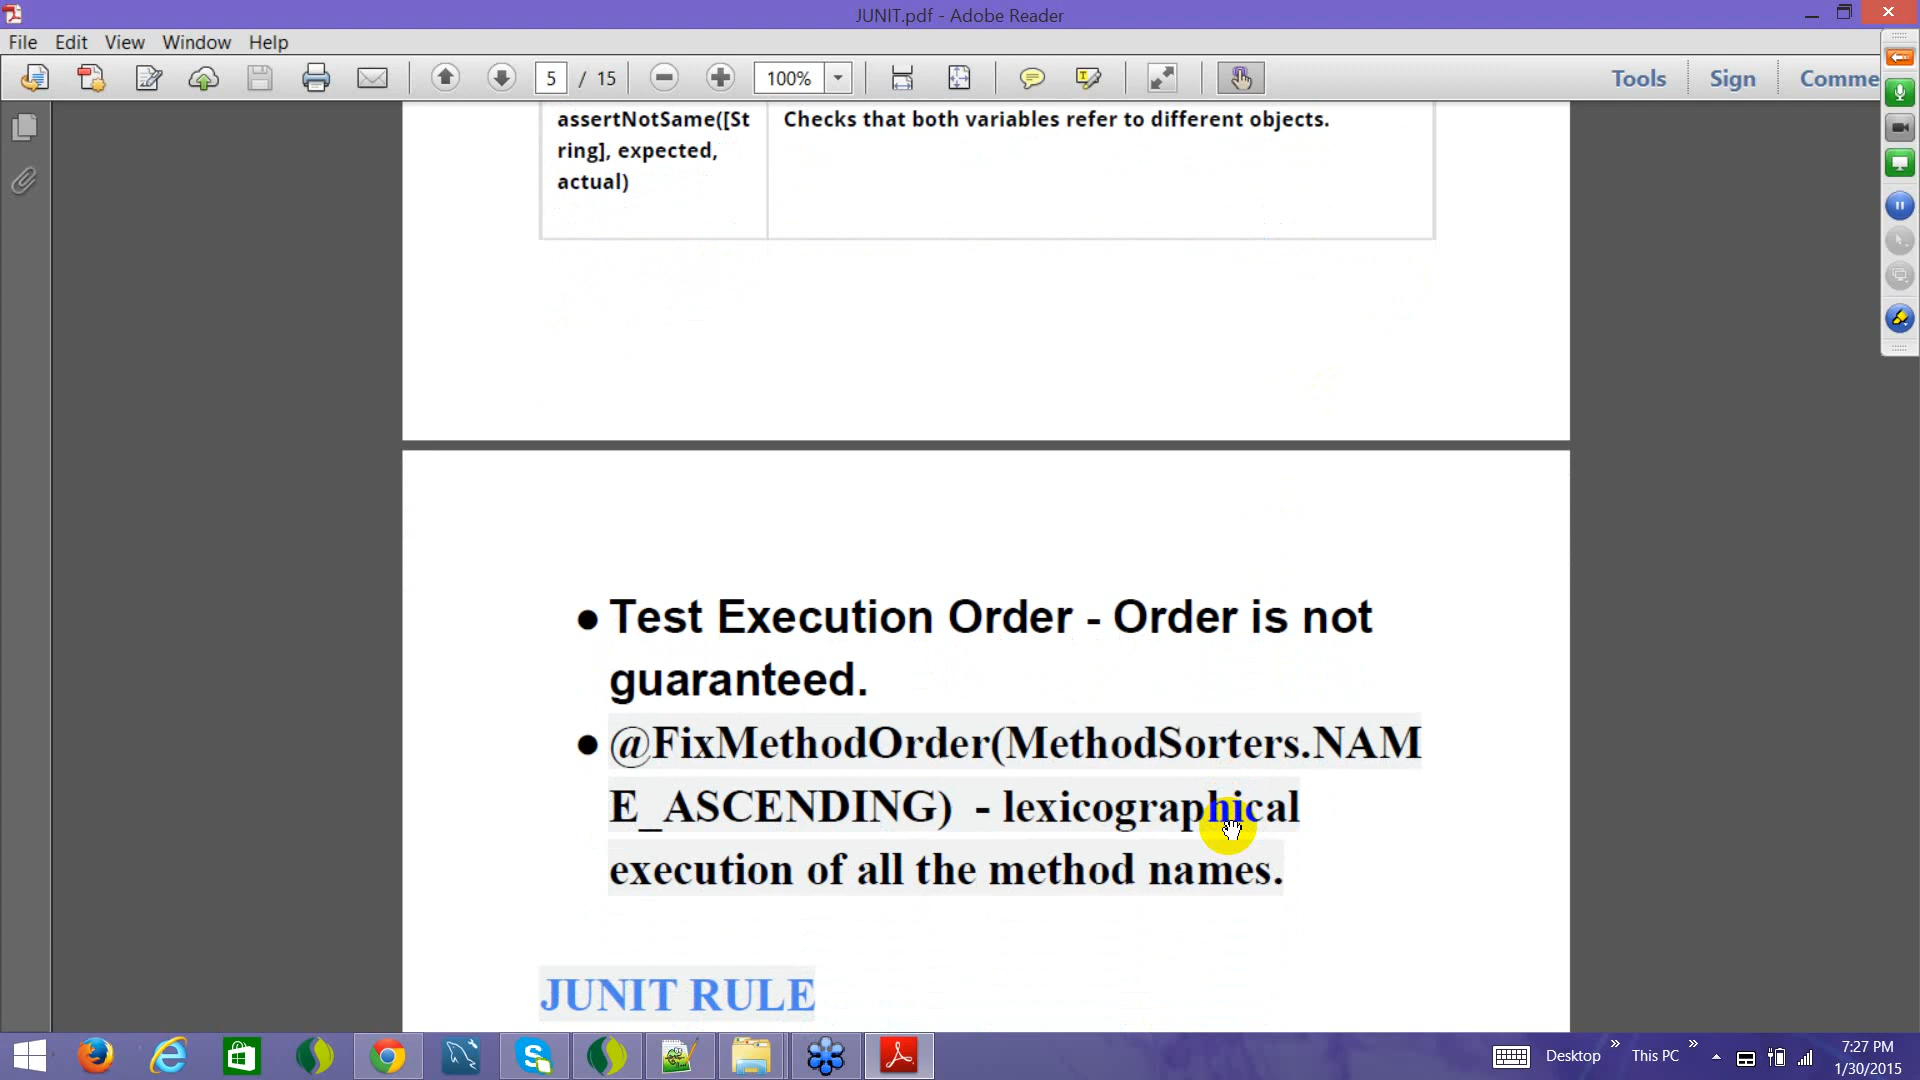 JUNIT.pdf - Adobe Reader
File Edit View Window Help
5 / 15 100% Tools Sign Comme
assertNotSame([St
ring], expected,
actual)
Checks that both variables refer to different objects.
● Test Execution Order - Order is not
guaranteed.
● @FixMethodOrder(MethodSorters.NAM
E_ASCENDING) - lexicographical
execution of all the method names.
JUNIT RULE
Desktop » This PC » 7:27 PM
1/30/2015